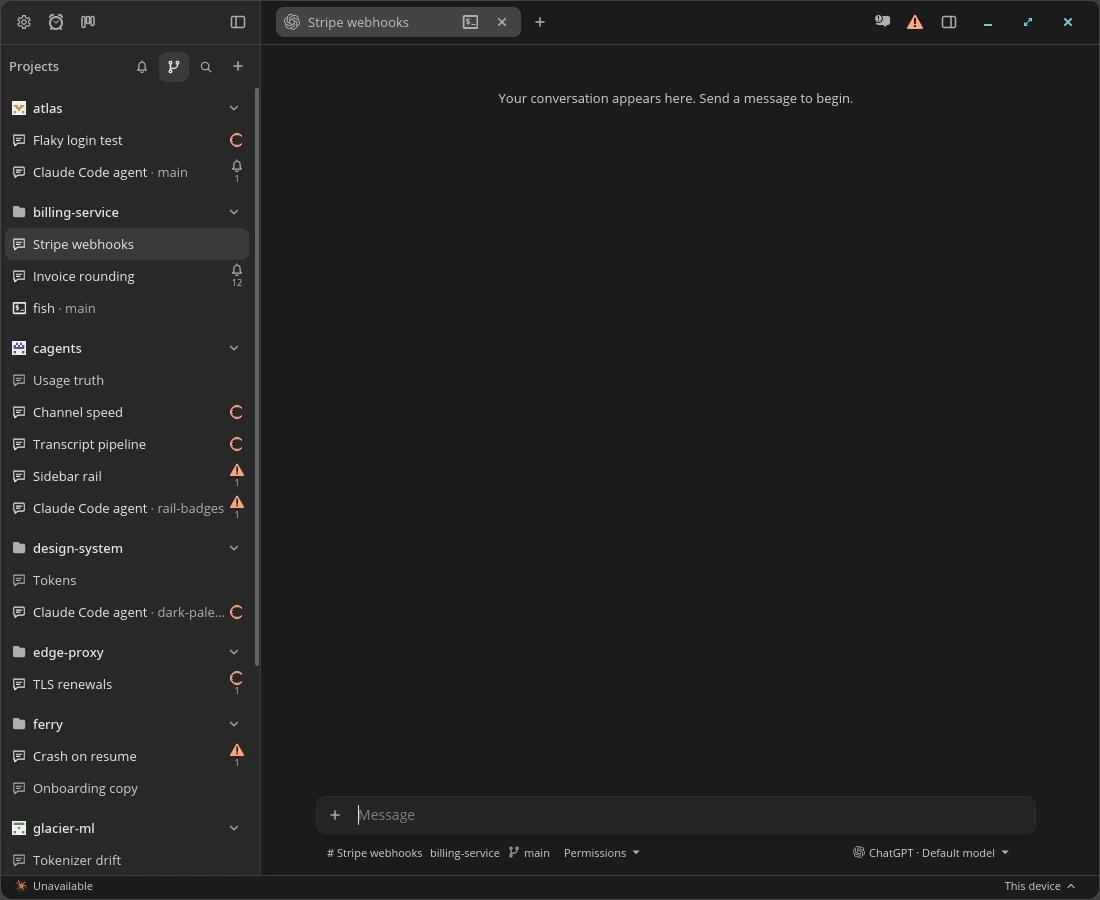 Stripe webhooks
Projects
atlas
Flaky login test
Claude Code agent · main
1
billing-service
Stripe webhooks
Invoice rounding
12
fish · main
cagents
Usage truth
Channel speed
Transcript pipeline
Sidebar rail
1
Claude Code agent · rail-badges
1
design-system
Tokens
Claude Code agent · dark-pale...
edge-proxy
TLS renewals
1
ferry
Crash on resume
1
Onboarding copy
glacier-ml
Tokenizer drift
Your conversation appears here. Send a message to begin.
Message
# Stripe webhooks billing-service main Permissions ChatGPT · Default model
Unavailable This device